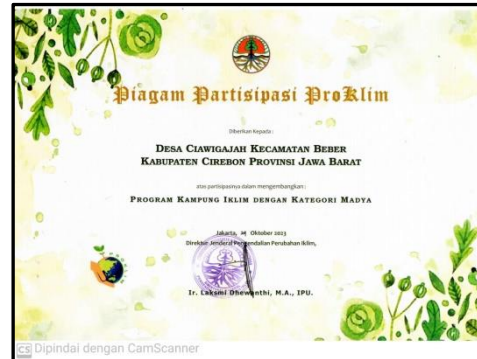 Piagam Partisipasi ProKlim
Diberikan Kepada :
DESA CIAWIGAJAH KECAMATAN BEBER
KABUPATEN CIREBON PROVINSI JAWA BARAT
atas partisipasinya dalam mengembangkan :
PROGRAM KAMPUNG IKLIM DENGAN KATEGORI MADYA
Jakarta, Oktober 2023
Direktur Jenderal Pengendalian Perubahan Iklim,
Ir. Laksmi Dhewanthi, M.A., IPU.
CS Dipindai dengan CamScanner